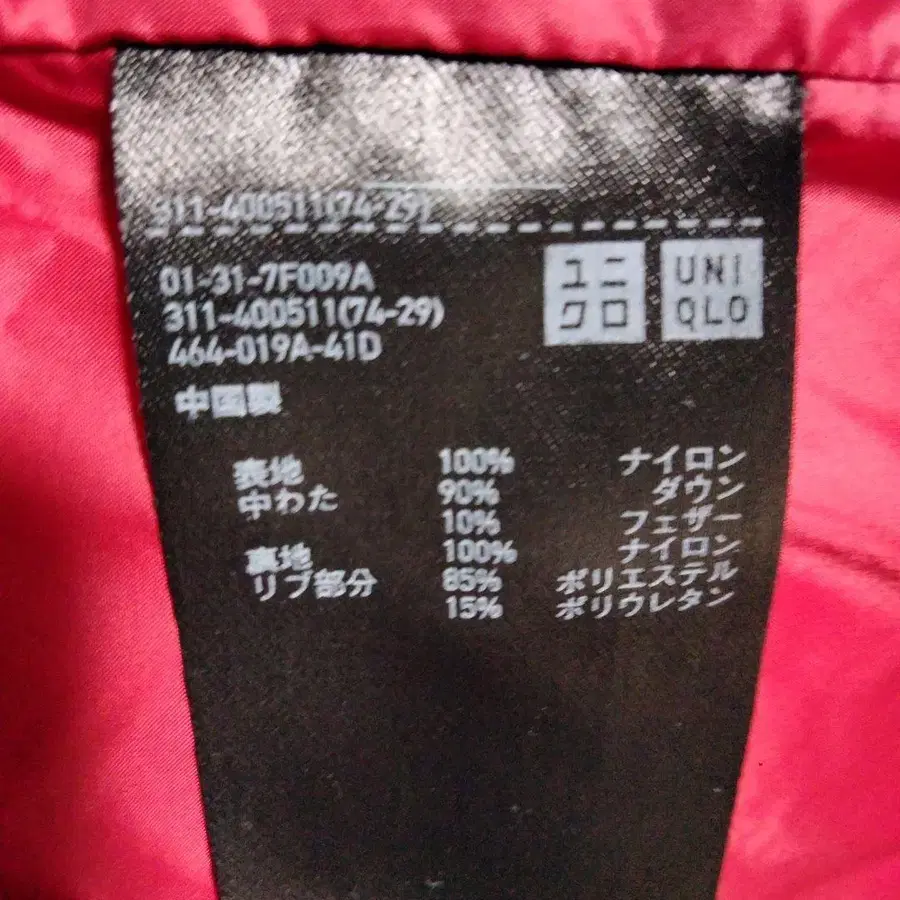 311-400511(74-29)
01-31-7F009A
311-400511(74-29)
464-019A-41D
ユニ
クロ
UNI
QLO
中国製
表地 100% ナイロン
中わた 90% ダウン
10% フェザー
裏地 100% ナイロン
リブ部分 85% ポリエステル
15% ポリウレタン